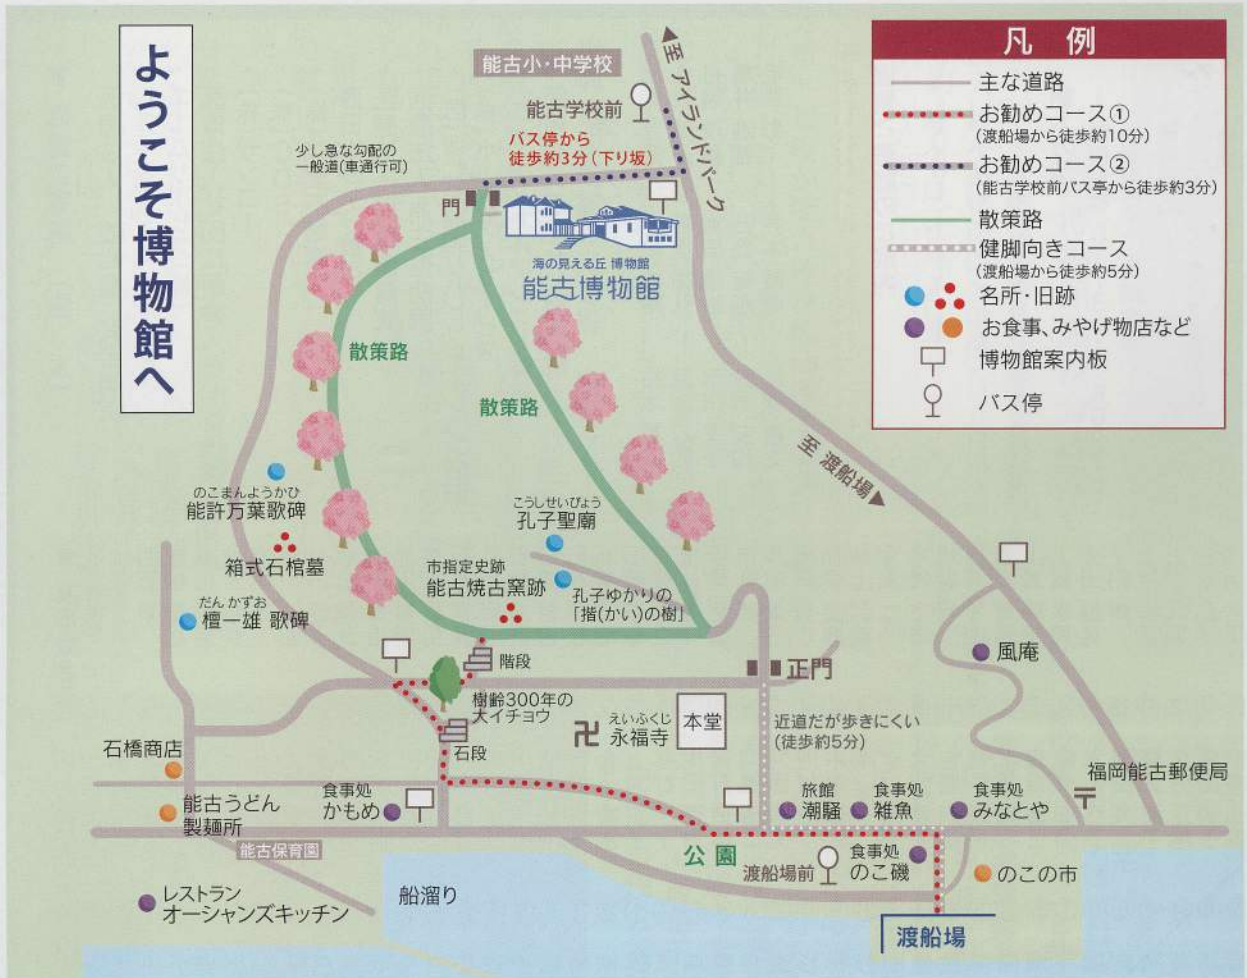 ようこそ博物館へ
能古小・中学校
能古学校前
至 アイランドパーク
バス停から
徒歩約3分(下り坂)
少し急な勾配の
一般道(車通行可)
門
海の見える丘 博物館
能古博物館
散策路
散策路
至 渡船場
のこまんようかひ
能許万葉歌碑
箱式石棺墓
だん かずお
檀一雄 歌碑
こうしせいびょう
孔子聖廟
孔子ゆかりの
「揩(かい)の樹」
市指定史跡
能古焼古窯跡
階段
樹齢300年の
大イチョウ
石段
えいふくじ
卍 永福寺
本堂
正門
近道だが歩きにくい
(徒歩約5分)
風庵
石橋商店
能古うどん
製麺所
食事処
かもめ
能古保育園
レストラン
オーシャンズキッチン
船溜り
公園
渡船場前
旅館
潮騒
食事処
雑魚
食事処
みなとや
食事処
のこ磯
のこの市
福岡能古郵便局
〒
渡船場
凡 例
主な道路
お勧めコース①
(渡船場から徒歩約10分)
お勧めコース②
(能古学校前バス亭から徒歩約3分)
散策路
健脚向きコース
(渡船場から徒歩約5分)
名所・旧跡
お食事、みやげ物店など
博物館案内板
バス停